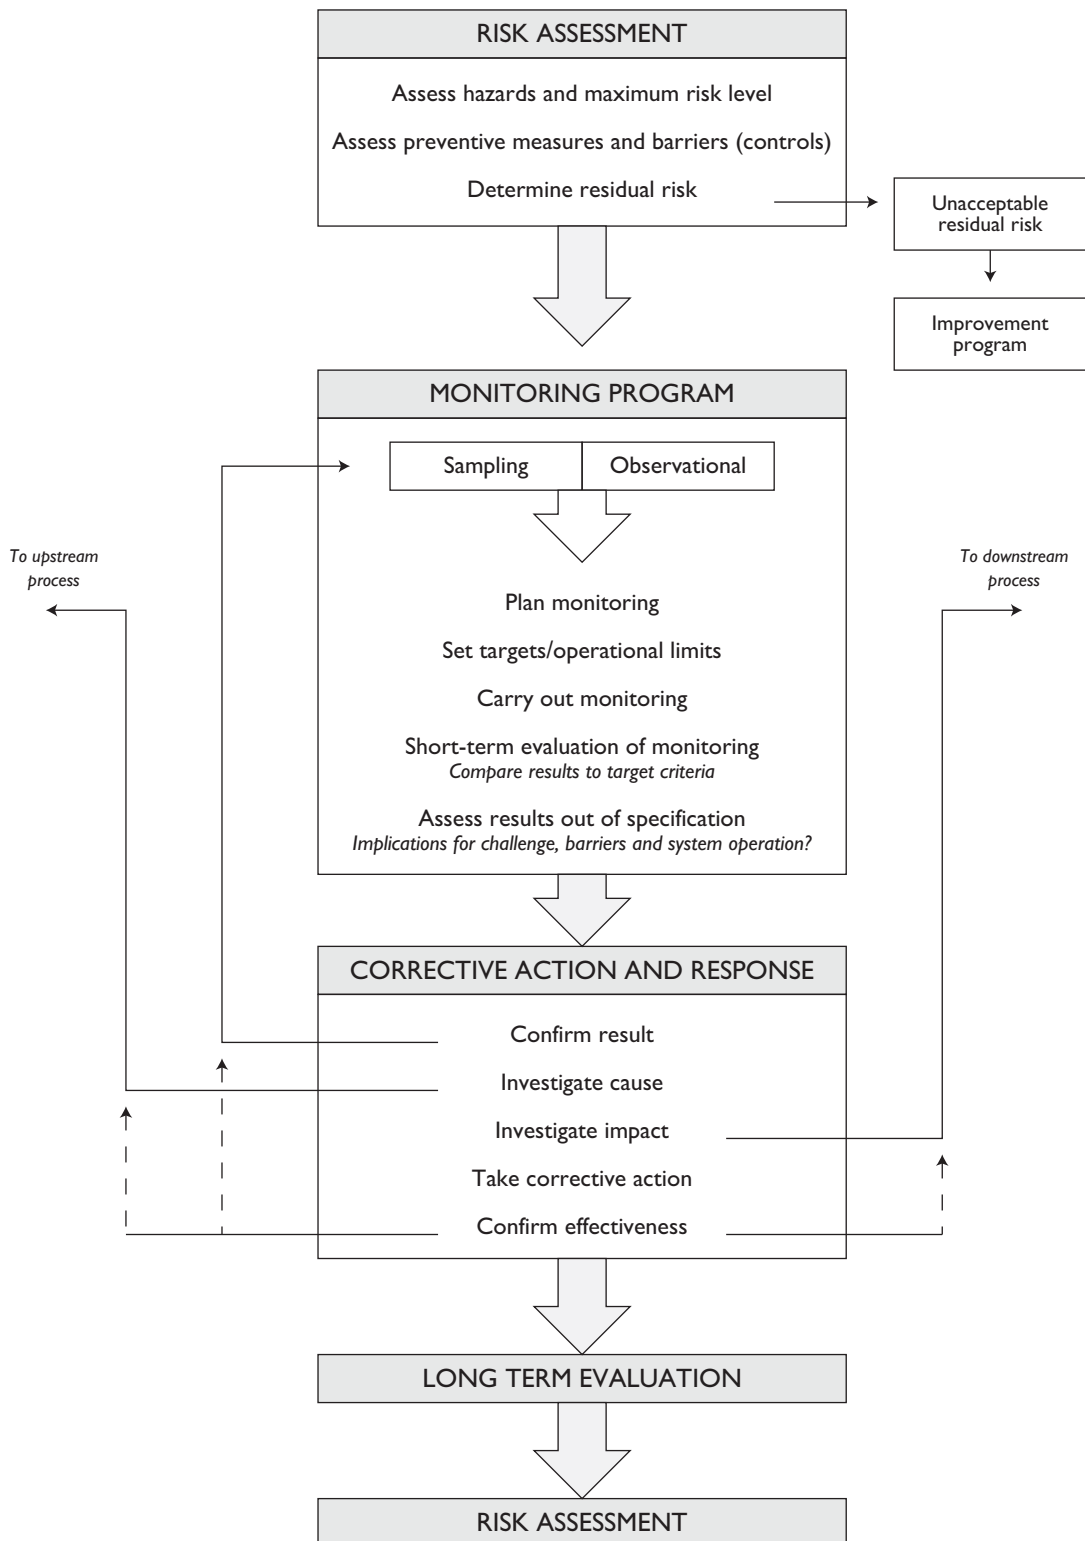 RISK ASSESSMENT
Assess hazards and maximum risk level
Assess preventive measures and barriers (controls)
Determine residual risk
Unacceptable
residual risk
Improvement
program
MONITORING PROGRAM
Sampling
Observational
To upstream
process
To downstream
process
Plan monitoring
Set targets/operational limits
Carry out monitoring
Short-term evaluation of monitoring
Compare results to target criteria
Assess results out of specification
Implications for challenge, barriers and system operation?
CORRECTIVE ACTION AND RESPONSE
Confirm result
Investigate cause
Investigate impact
Take corrective action
Confirm effectiveness
LONG TERM EVALUATION
RISK ASSESSMENT